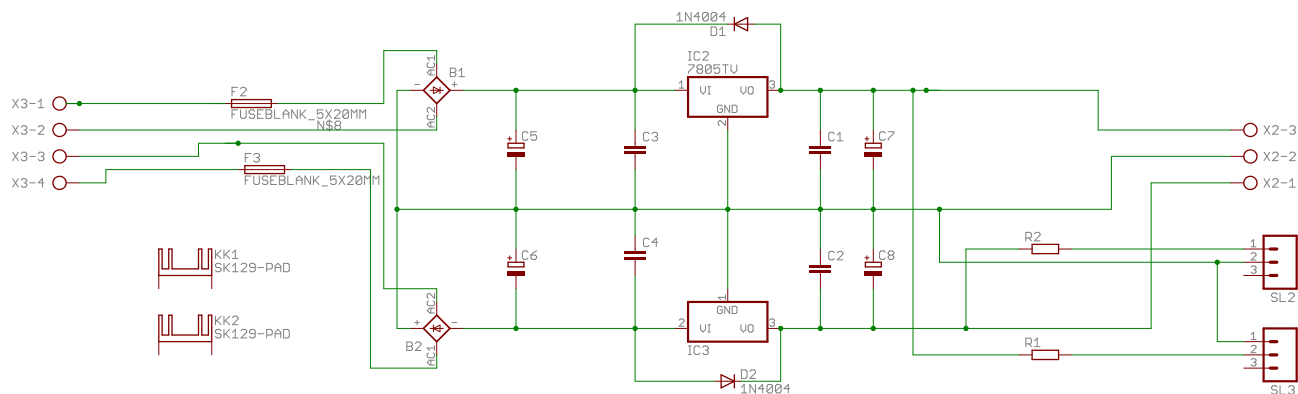 1N4004
D1
IC2
7805TV
1
VI
VO
3
GND
2
F2
FUSEBLANK_5X20MM
N$8
X3-1
X3-2
X3-3
X3-4
F3
FUSEBLANK_5X20MM
AC1
B1
-
+
AC2
C5
+
C3
C1
C7
+
X2-3
X2-2
X2-1
KK1
SK129-PAD
KK2
SK129-PAD
C6
+
C4
C2
C8
+
R2
1
2
3
SL2
AC2
+
-
B2
AC1
1
GND
2
VI
VO
3
IC3
D2
1N4004
R1
1
2
3
SL3